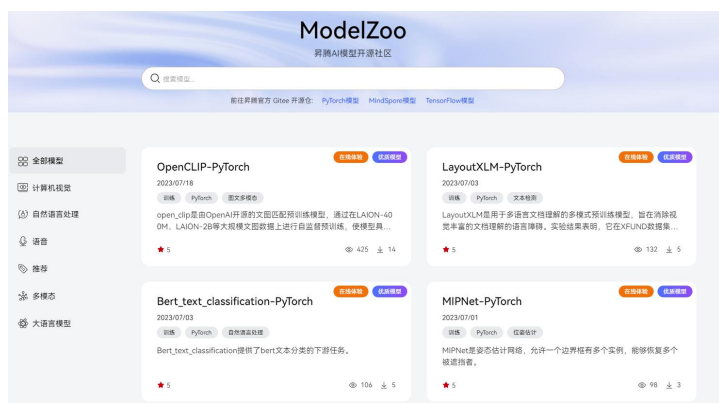 ModelZoo
昇腾AI模型开源社区
搜索模型...
前往昇腾官方 Gitee 开源仓: PyTorch模型 MindSpore模型 TensorFlow模型
全部模型
计算机视觉
自然语言处理
语音
推荐
多模态
大语言模型
在线体验 优质模型
OpenCLIP-PyTorch
2023/07/18
训练 PyTorch 图文多模态
open_clip是由OpenAI开源的文图匹配预训练模型，通过在LAION-40
0M、LAION-2B等大规模文图数据上进行自监督预训练，使模型具...
5 425 14
在线体验 优质模型
LayoutXLM-PyTorch
2023/07/03
训练 PyTorch 文本检测
LayoutXLM是用于多语言文档理解的多模式预训练模型，旨在消除视
觉丰富的文档理解的语言障碍。实验结果表明，它在XFUND数据集...
5 132 5
在线体验 优质模型
Bert_text_classification-PyTorch
2023/07/03
训练 PyTorch 自然语言处理
Bert_text_classification提供了bert文本分类的下游任务。
5 106 5
在线体验 优质模型
MIPNet-PyTorch
2023/07/01
训练 PyTorch 位姿估计
MIPNet是姿态估计网络，允许一个边界框有多个实例，能够恢复多个
被遮挡者。
5 98 3